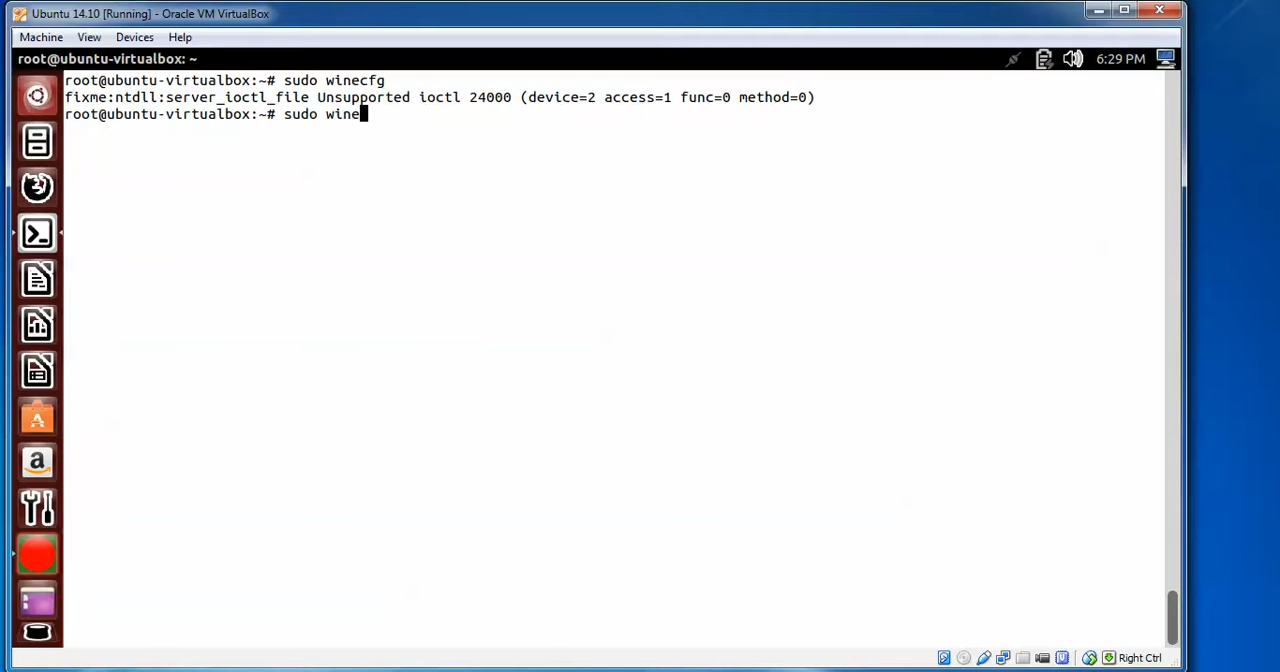 Ubuntu 14.10 [Running] - Oracle VM VirtualBox
Machine View Devices Help
root@ubuntu-virtualbox: ~
6:29 PM
root@ubuntu-virtualbox:~# sudo winecfg
fixme:ntdll:server_ioctl_file Unsupported ioctl 24000 (device=2 access=1 func=0 method=0)
root@ubuntu-virtualbox:~# sudo wine
Right Ctrl